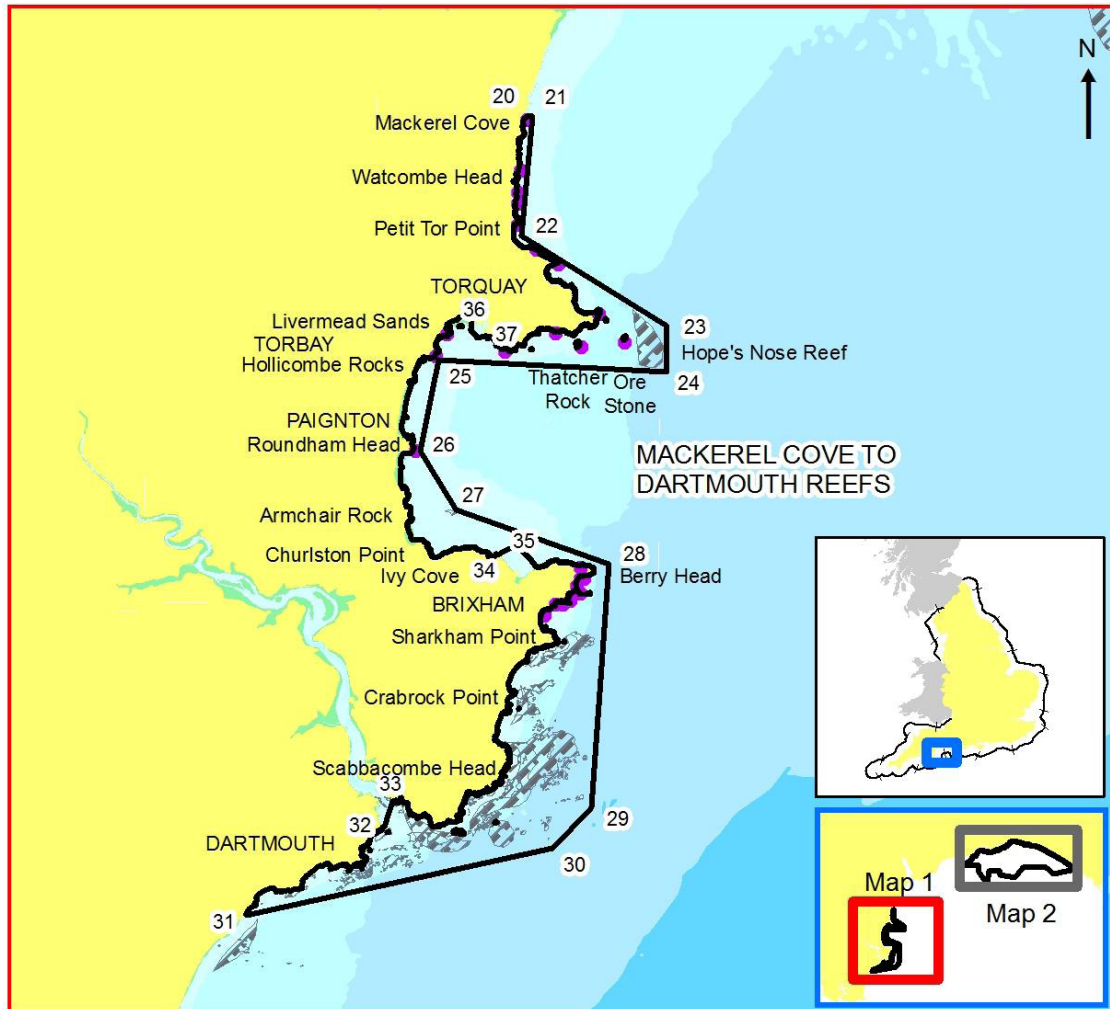 N
20 21
Mackerel Cove
Watcombe Head
Petit Tor Point 22
TORQUAY
36
Livermead Sands
37
23
TORBAY
Hollicombe Rocks
Hope's Nose Reef
25
Thatcher
Rock
Ore
Stone
24
PAIGNTON
Roundham Head 26
MACKEREL COVE TO
DARTMOUTH REEFS
27
Armchair Rock
35
Churlston Point
28
Ivy Cove 34
Berry Head
BRIXHAM
Sharkham Point
Crabrock Point
Scabbacombe Head
33
32
29
DARTMOUTH
30
31
Map 1
Map 2